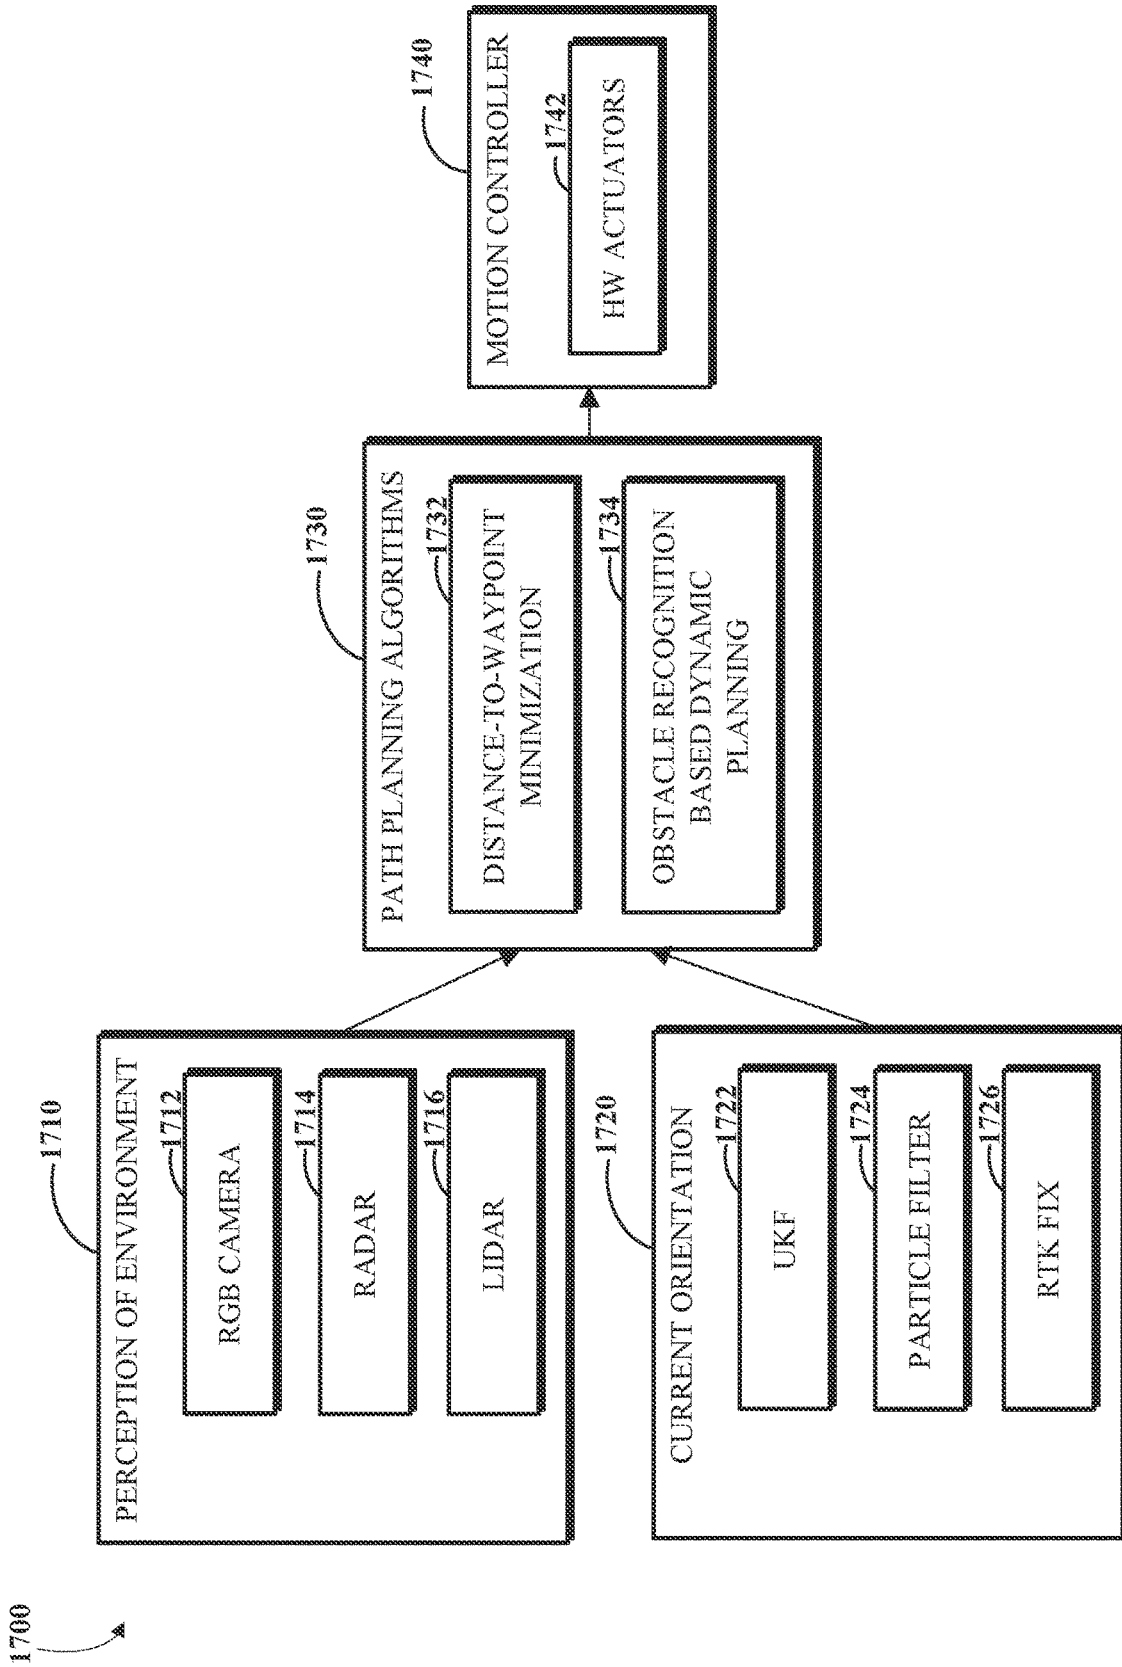 1700
1710
PERCEPTION OF ENVIRONMENT
1712
RGB CAMERA
1714
RADAR
1716
LIDAR
1720
CURRENT ORIENTATION
1722
UKF
1724
PARTICLE FILTER
1726
RTK FIX
1730
PATH PLANNING ALGORITHMS
1732
DISTANCE-TO-WAYPOINT
MINIMIZATION
1734
OBSTACLE RECOGNITION
BASED DYNAMIC
PLANNING
1740
MOTION CONTROLLER
1742
HW ACTUATORS